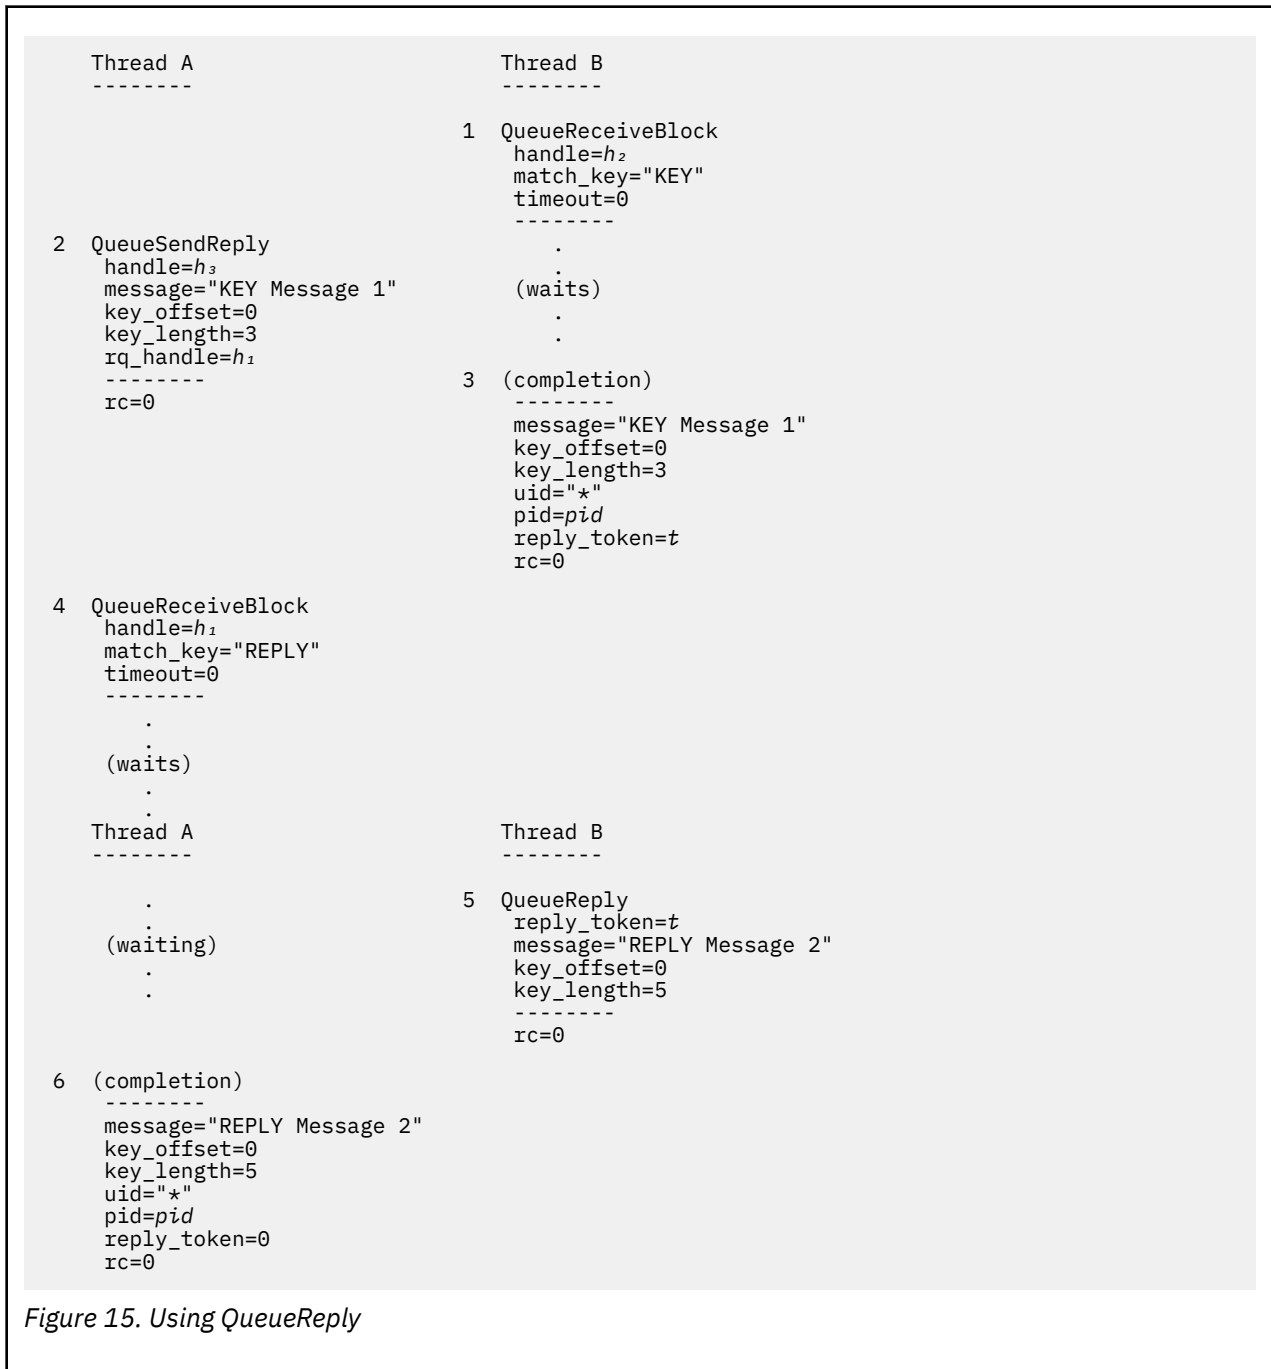 Thread A Thread B
-------- --------
1 QueueReceiveBlock
handle=h₂
match_key="KEY"
timeout=0
--------
2 QueueSendReply .
handle=h₃ .
message="KEY Message 1" (waits)
key_offset=0 .
key_length=3 .
rq_handle=h₁
-------- 3 (completion)
rc=0 --------
message="KEY Message 1"
key_offset=0
key_length=3
uid="*"
pid=pid
reply_token=t
rc=0
4 QueueReceiveBlock
handle=h₁
match_key="REPLY"
timeout=0
--------
.
.
(waits)
.
.
Thread A Thread B
-------- --------
. 5 QueueReply
. reply_token=t
(waiting) message="REPLY Message 2"
. key_offset=0
. key_length=5
--------
rc=0
6 (completion)
--------
message="REPLY Message 2"
key_offset=0
key_length=5
uid="*"
pid=pid
reply_token=0
rc=0
Figure 15. Using QueueReply